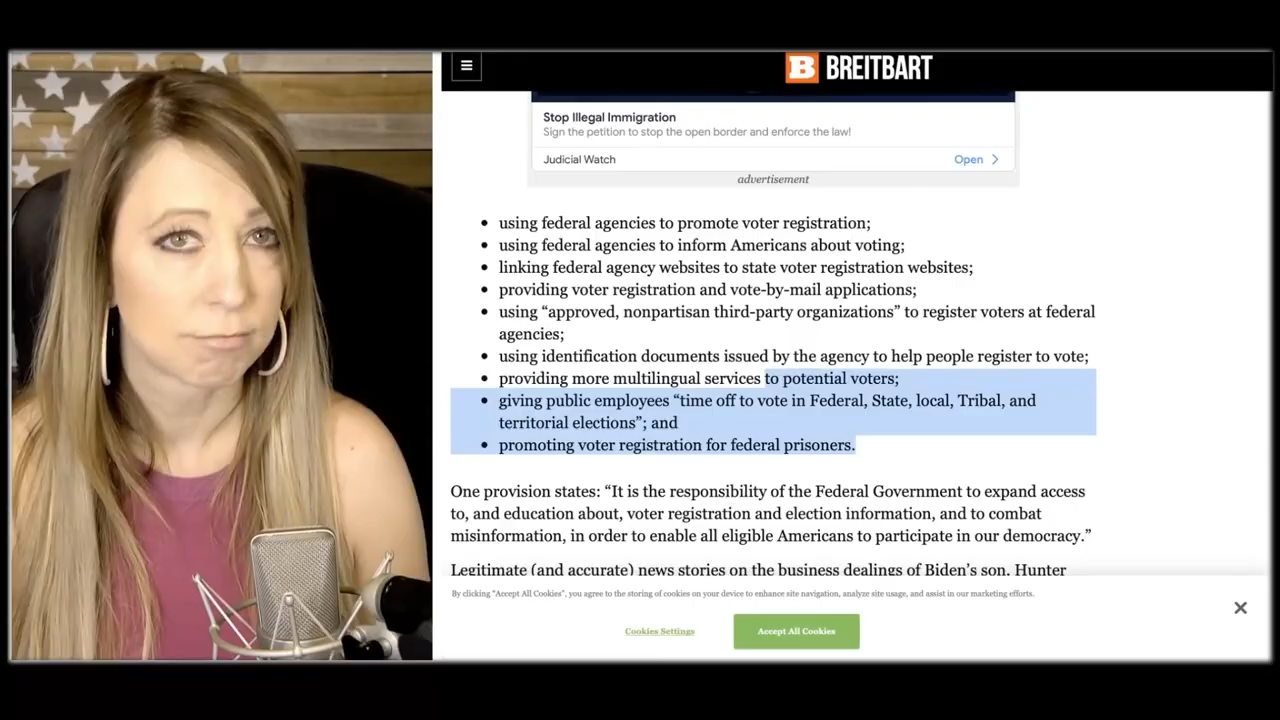 BREITBART
Stop Illegal Immigration
Sign the petition to stop the open border and enforce the law!
Judicial Watch
Open
advertisement
• using federal agencies to promote voter registration;
• using federal agencies to inform Americans about voting;
• linking federal agency websites to state voter registration websites;
• providing voter registration and vote-by-mail applications;
• using “approved, nonpartisan third-party organizations” to register voters at federal
agencies;
• using identification documents issued by the agency to help people register to vote;
• providing more multilingual services to potential voters;
• giving public employees “time off to vote in Federal, State, local, Tribal, and
territorial elections”; and
• promoting voter registration for federal prisoners.
One provision states: “It is the responsibility of the Federal Government to expand access
to, and education about, voter registration and election information, and to combat
misinformation, in order to enable all eligible Americans to participate in our democracy.”
Legitimate (and accurate) news stories on the business dealings of Biden’s son, Hunter
By clicking “Accept All Cookies”, you agree to the storing of cookies on your device to enhance site navigation, analyze site usage, and assist in our marketing efforts.
Cookies Settings
Accept All Cookies